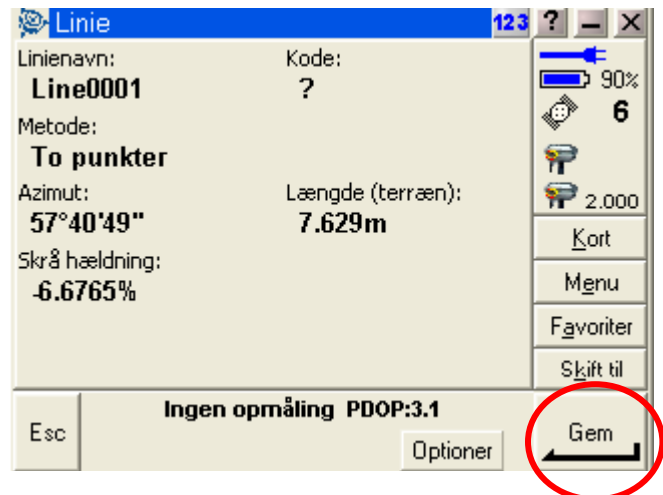 Linie 123 ? _ X
Linienavn: Kode:
Line0001 ?
90%
6
Metode:
To punkter
Azimut: Længde (terræn):
57°40'49" 7.629m
2.000
Skrå hældning:
-6.6765%
Kort
Menu
Favoriter
Skift til
Esc
Ingen opmåling PDOP:3.1
Optioner
Gem